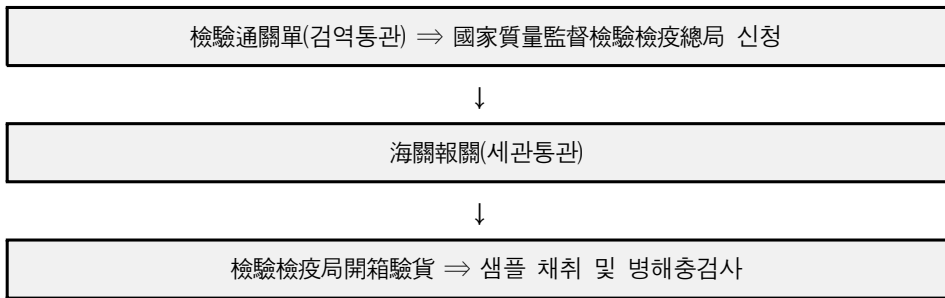 檢驗通關單(검역통관) ⇒ 國家質量監督檢驗檢疫總局 신청
↓
海關報關(세관통관)
↓
檢驗檢疫局開箱驗貨 ⇒ 샘플 채취 및 병해충검사